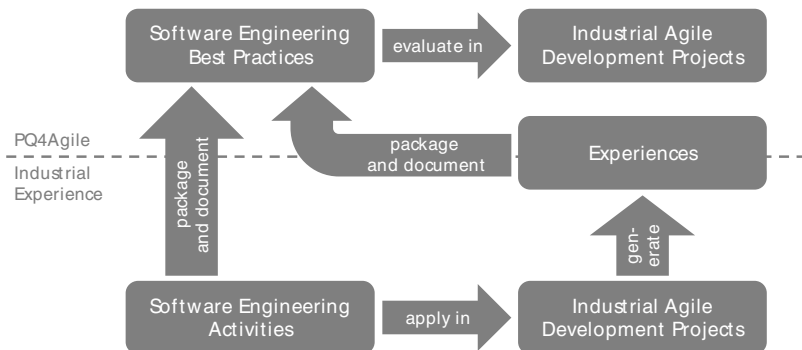 Software Engineering
Best Practices
evaluate in
Industrial Agile
Development Projects
PQ4Agile
Industrial
Experience
package
and document
package
and document
Experiences
gen-
erate
Software Engineering
Activities
apply in
Industrial Agile
Development Projects